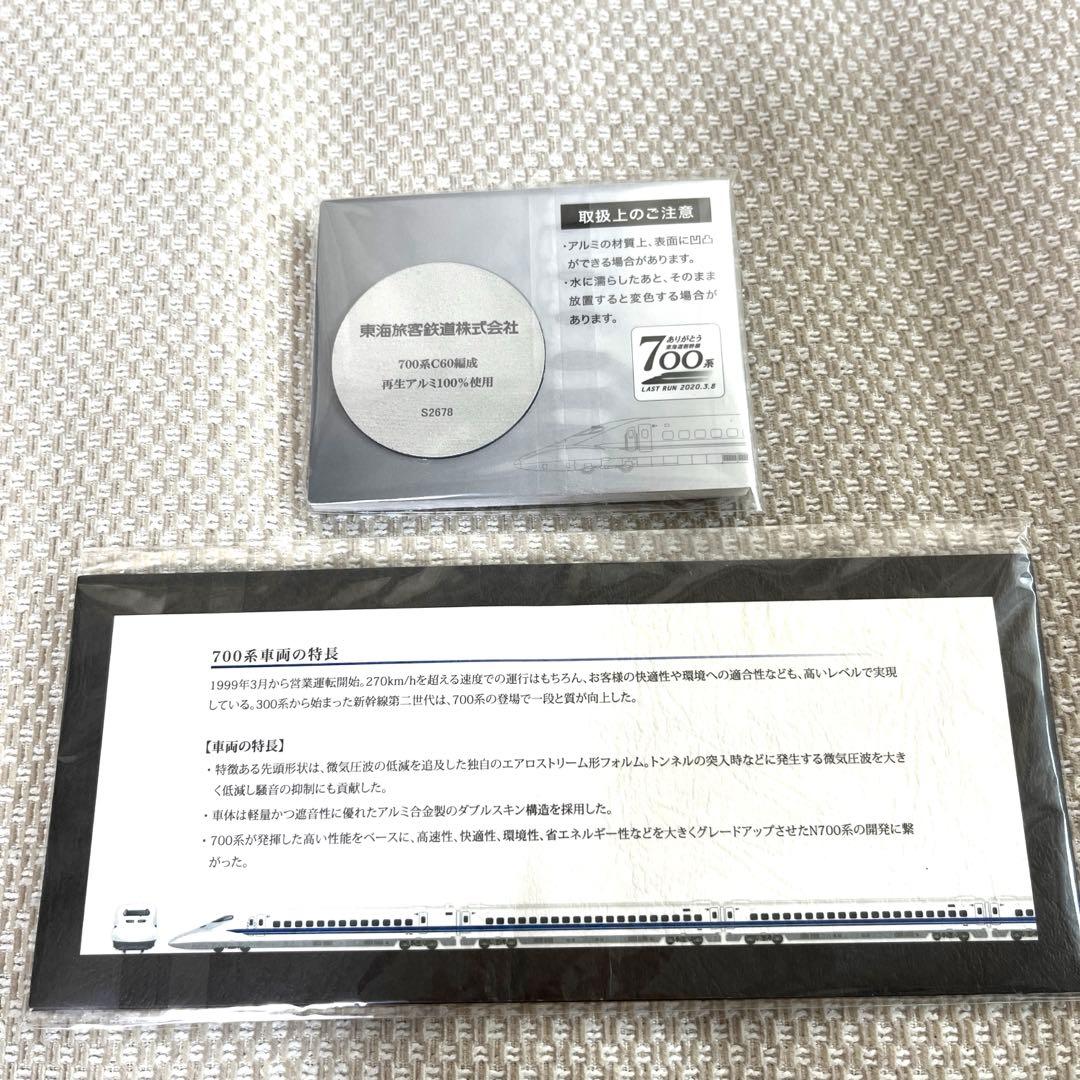 取扱上のご注意
・アルミの材質上、表面に凹凸
ができる場合があります。
・水に濡らしたあと、そのまま
放置すると変色する場合が
あります。
東海旅客鉄道株式会社
700系C60編成
再生アルミ100%使用
S2678
ありがとう
東海道新幹線
700系
LAST RUN 2020.3.8
700系車両の特長
1999年3月から営業運転開始。270km/hを超える速度での運行はもちろん、お客様の快適性や環境への適合性なども、高いレベルで実現
している。300系から始まった新幹線第二世代は、700系の登場で一段と質が向上した。
【車両の特長】
・特徴ある先頭形状は、微気圧波の低減を追及した独自のエアロストリーム形フォルム。トンネルの突入時などに発生する微気圧波を大き
く低減し騒音の抑制にも貢献した。
・車体は軽量かつ遮音性に優れたアルミ合金製のダブルスキン構造を採用した。
・700系が発揮した高い性能をベースに、高速性、快適性、環境性、省エネルギー性などを大きくグレードアップさせたN700系の開発に繋
がった。